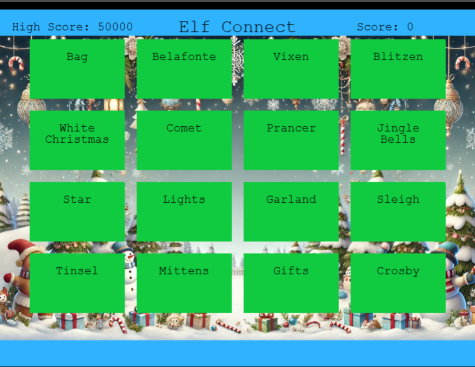 High Score: 50000 Elf Connect Score: 0
Bag Belafonte Vixen Blitzen
White Christmas Comet Prancer Jingle Bells
Star Lights Garland Sleigh
Tinsel Mittens Gifts Crosby